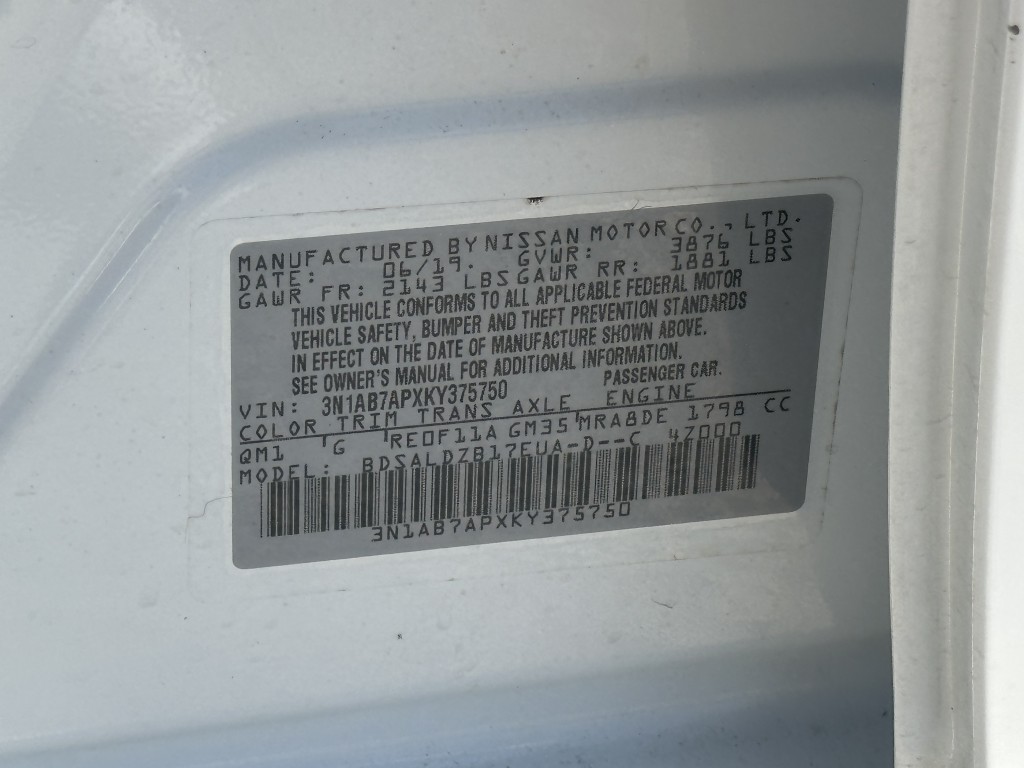 MANUFACTURED BY NISSAN MOTOR CO., LTD.
DATE: 06/19. GVWR: 3876 LBS
GAWR FR: 2143 LBS GAWR RR: 1881 LBS
THIS VEHICLE CONFORMS TO ALL APPLICABLE FEDERAL MOTOR
VEHICLE SAFETY, BUMPER AND THEFT PREVENTION STANDARDS
IN EFFECT ON THE DATE OF MANUFACTURE SHOWN ABOVE.
SEE OWNER'S MANUAL FOR ADDITIONAL INFORMATION.
VIN: 3N1AB7APXKY375750 PASSENGER CAR.
COLOR TRIM TRANS AXLE ENGINE
QM1 'G 'RE0F11A GM35'MRA8DE 1798 CC
MODEL: BDSALDZB17EUA-D--C 4Z000
3N1AB7APXKY375750